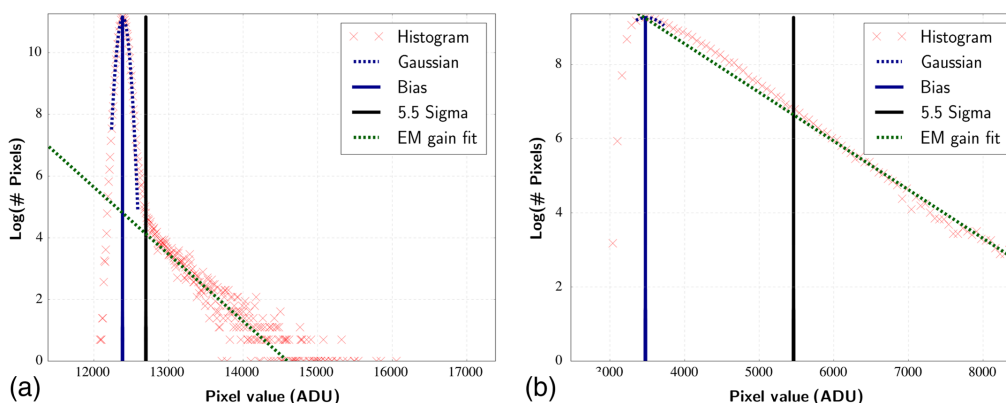 Log(# Pixels)
10
8
6
4
2
0
Histogram
Gaussian
Bias
5.5 Sigma
EM gain fit
12000 13000 14000 15000 16000 17000
Pixel value (ADU)
(a)
Log(# Pixels)
8
6
4
2
0
Histogram
Gaussian
Bias
5.5 Sigma
EM gain fit
4000 5000 6000 7000 8000
Pixel value (ADU)
(b)